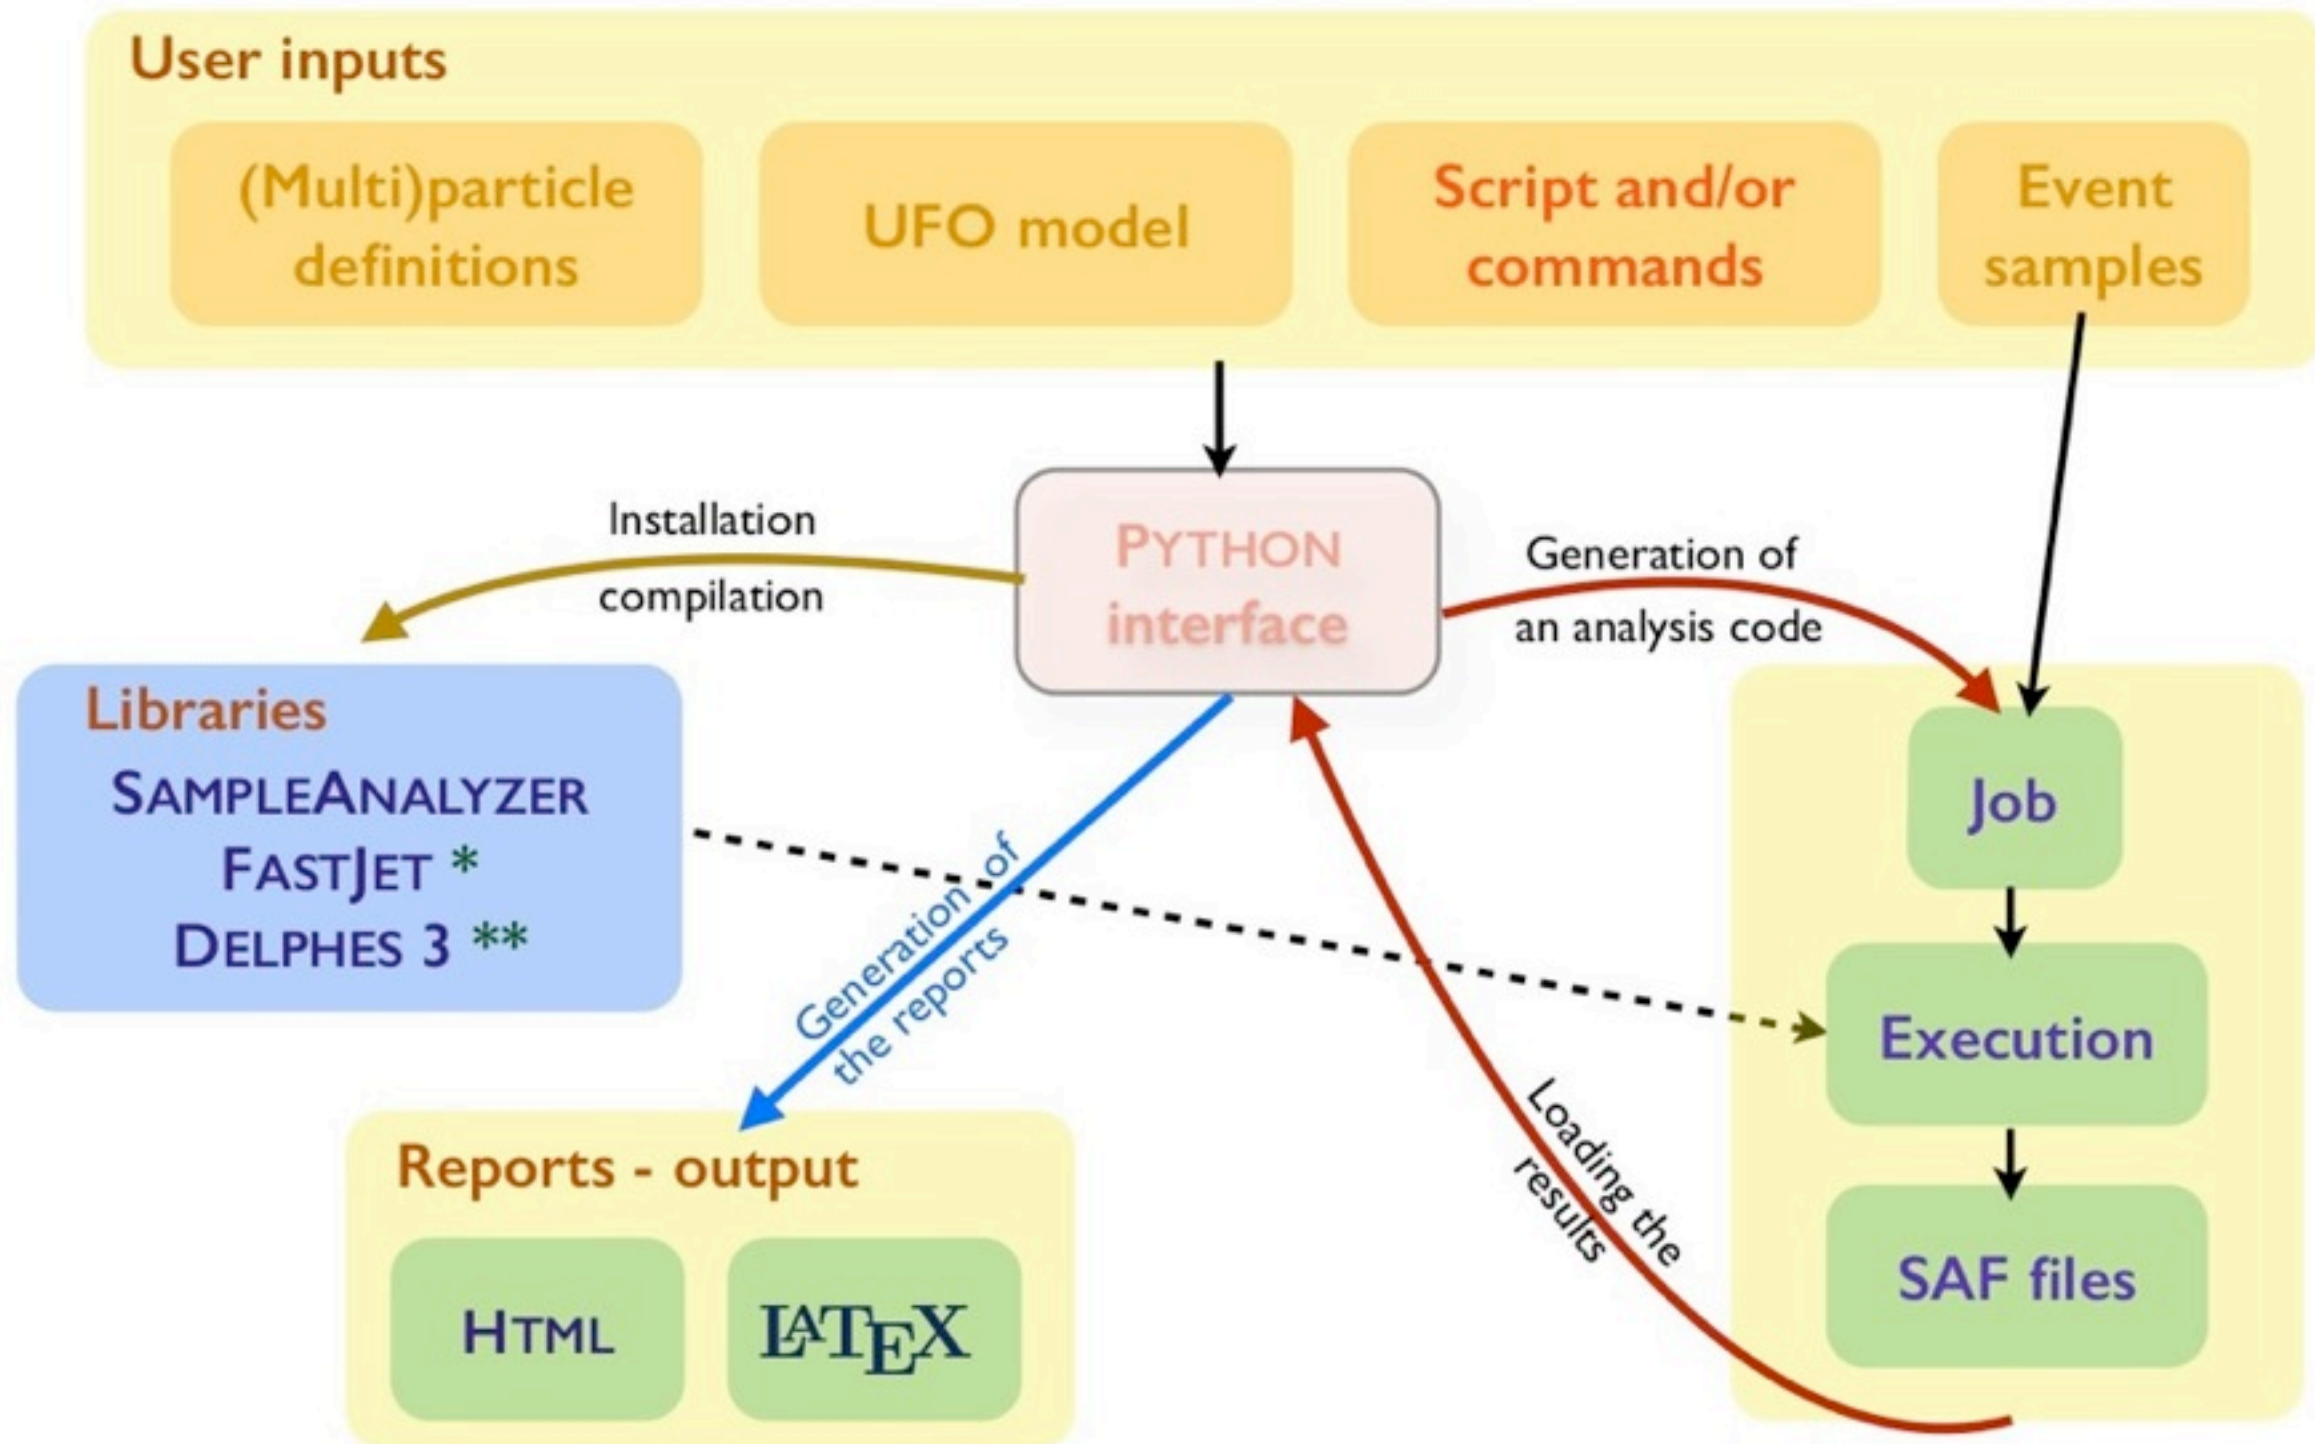 User inputs
(Multi)particle
definitions
UFO model
Script and/or
commands
Event
samples
Installation
compilation
PYTHON
interface
Generation of
an analysis code
Libraries
SAMPLEANALYZER
FASTJET *
DELPHES 3 **
Job
Generation of
the reports
Execution
Loading the
results
Reports - output
HTML
LATEX
SAF files